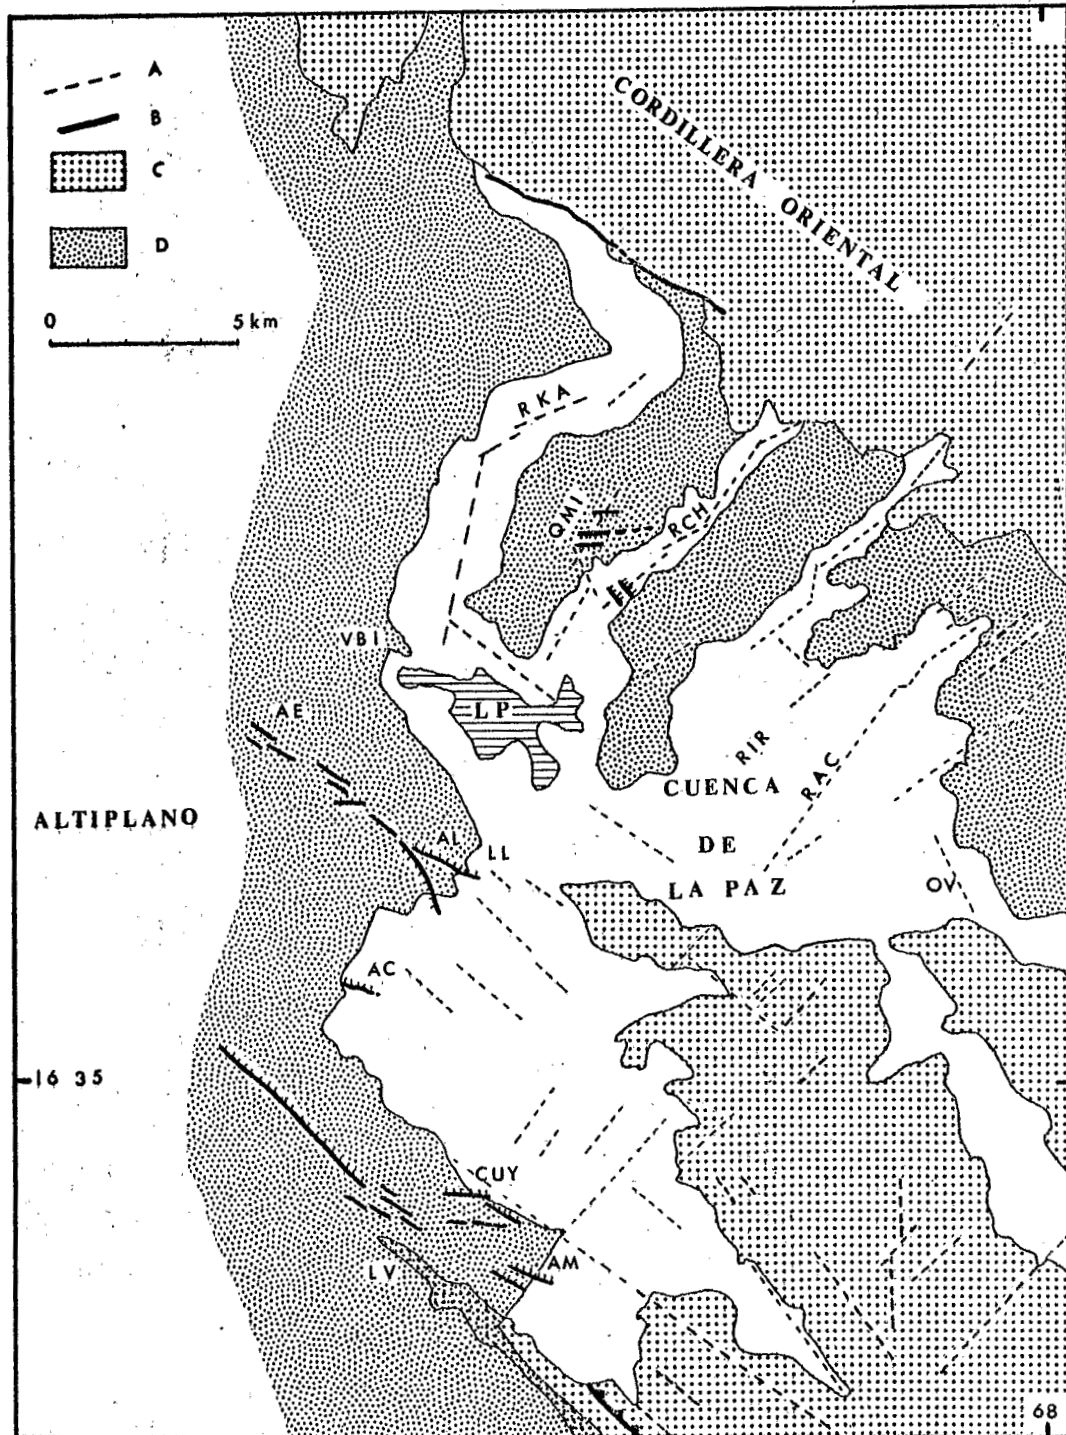 A
B
C
D
0 5 km
CORDILLERA ORIENTAL
RKA
QMI
RCH
VBI
LP
AE
RIR
RAC
CUENCA
ALTIPLANO
AL
LL
DE
LA PAZ
OV
AC
16 35
CUY
AM
LV
68